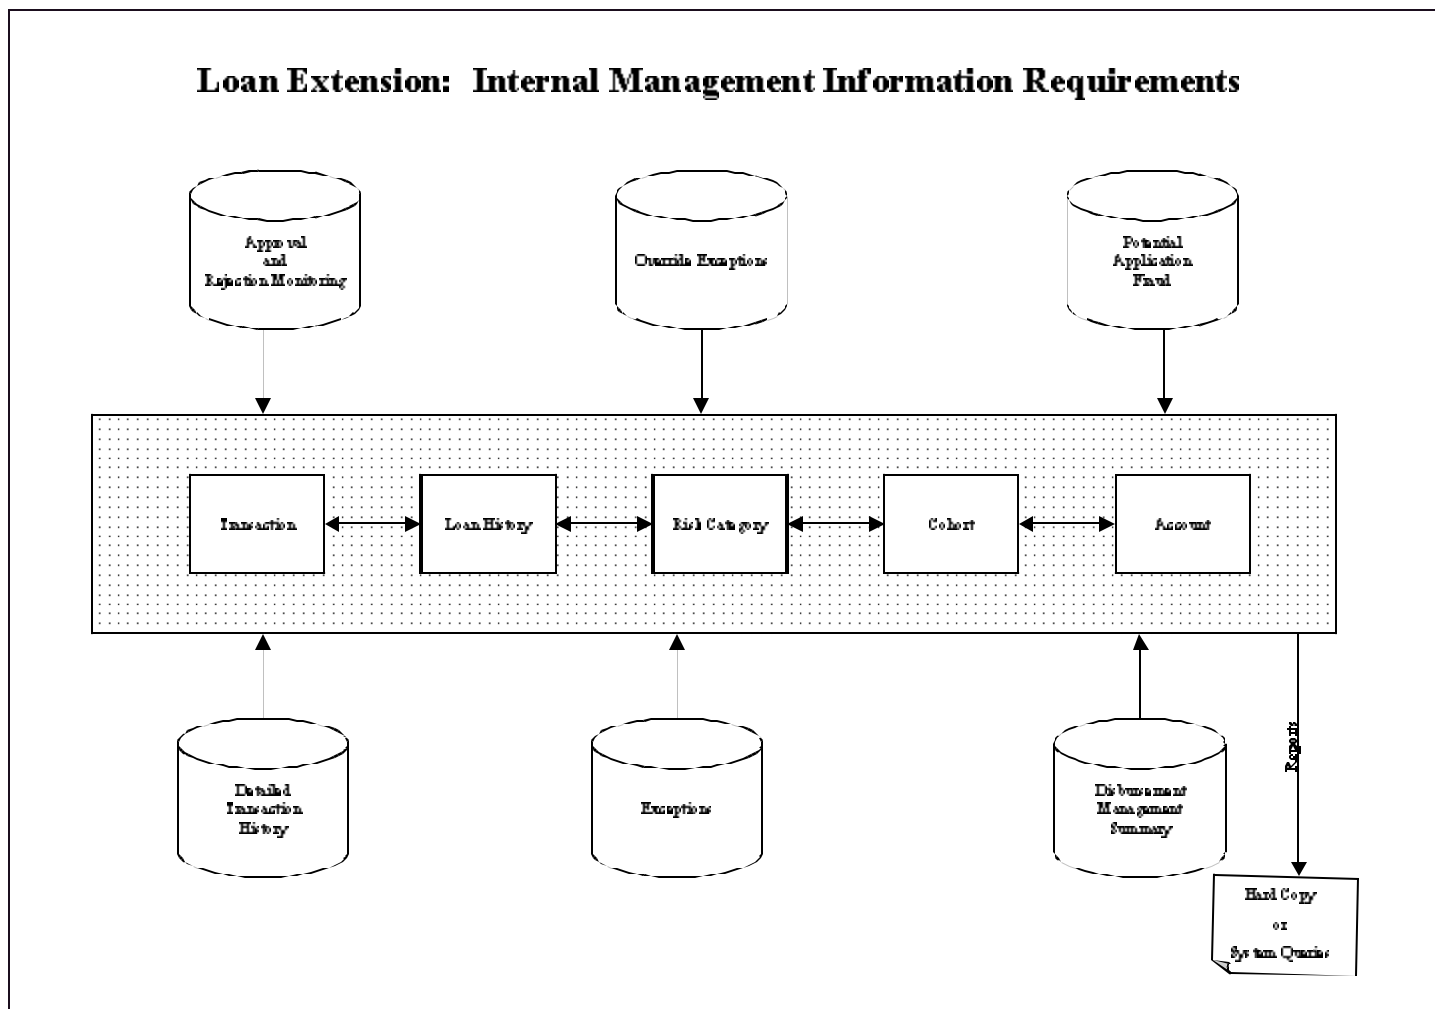 Loan Extension: Internal Management Information Requirements
Approval
and
Rejection Monitoring
Override Exceptions
Potential
Application
Fraud
Transaction
Loan History
Risk Category
Cohort
Account
Detailed
Transaction
History
Exceptions
Disbursement
Management
Summary
Reports
Hard Copy
or
System Queries